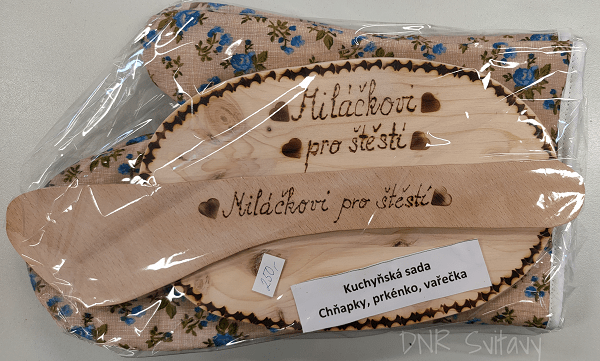 Miláčkovi
pro štěstí
Miláčkovi pro štěstí
250,-
Kuchyňská sada
Chňapky, prkénko, vařečka
DNR Svitavy